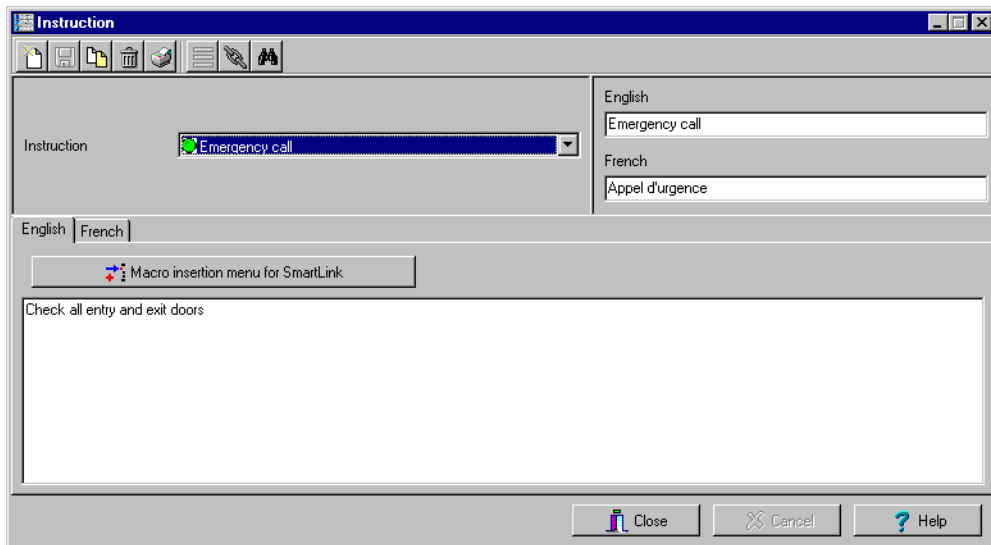 Instruction
English
Emergency call
Instruction
Emergency call
French
Appel d'urgence
English
French
Macro insertion menu for SmartLink
Check all entry and exit doors
Close
Cancel
Help